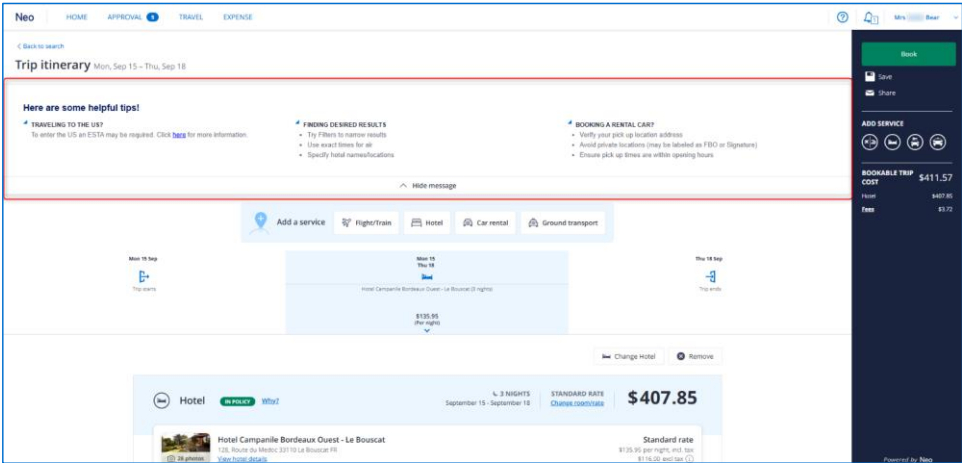 Neo HOME APPROVAL TRAVEL EXPENSE
Mrs Bear
Back to search
Trip itinerary Mon, Sep 15 – Thu, Sep 18
Here are some helpful tips!
TRAVELING TO THE US?
To enter the US an ESTA may be required. Click here for more information.
FINDING DESIRED RESULTS
• Try Filters to narrow results
• Use exact times for air
• Specify hotel names/locations
BOOKING A RENTAL CAR?
• Verify your pick up location address
• Avoid private locations (may be labeled as FBO or Signature)
• Ensure pick up times are within opening hours
Hide message
Add a service Flight/Train Hotel Car rental Ground transport
Mon 15 Sep
Trip starts
Mon 15
Thu 18
Hotel Campanile Bordeaux Ouest - Le Bouscat (3 nights)
$135.95
(Per night)
Thu 18 Sep
Trip ends
Change Hotel Remove
Hotel IN POLICY Why?
3 NIGHTS
September 15 - September 18
STANDARD RATE
Change room/rate
$407.85
28 photos
Hotel Campanile Bordeaux Ouest - Le Bouscat
128, Route du Medoc 33110 Le Bouscat FR
View hotel details
Standard rate
$135.95 per night, incl. tax
$116.00 excl tax
Book
Save
Share
ADD SERVICE
BOOKABLE TRIP COST $411.57
Hotel $407.85
Fees $3.72
Powered by Neo